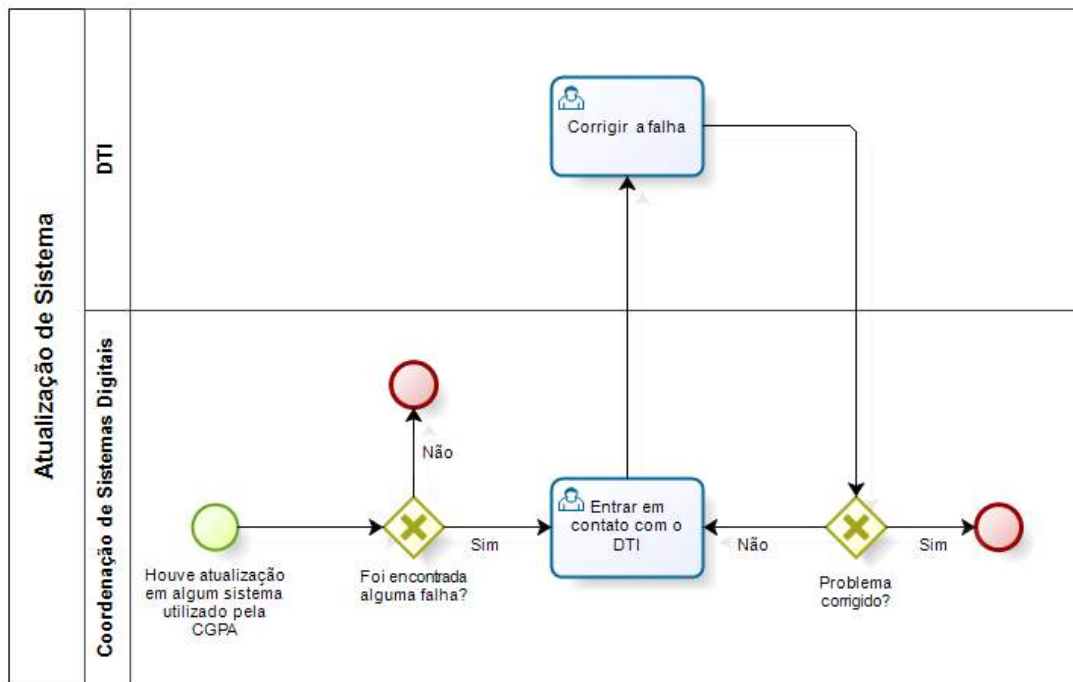 Atualização de Sistema
DTI
Corrigir a falha
Coordenação de Sistemas Digitais
Houve atualização
em algum sistema
utilizado pela
CGPA
Foi encontrada
alguma falha?
Não
Sim
Entrar em
contato com o
DTI
Não
Problema
corrigido?
Sim